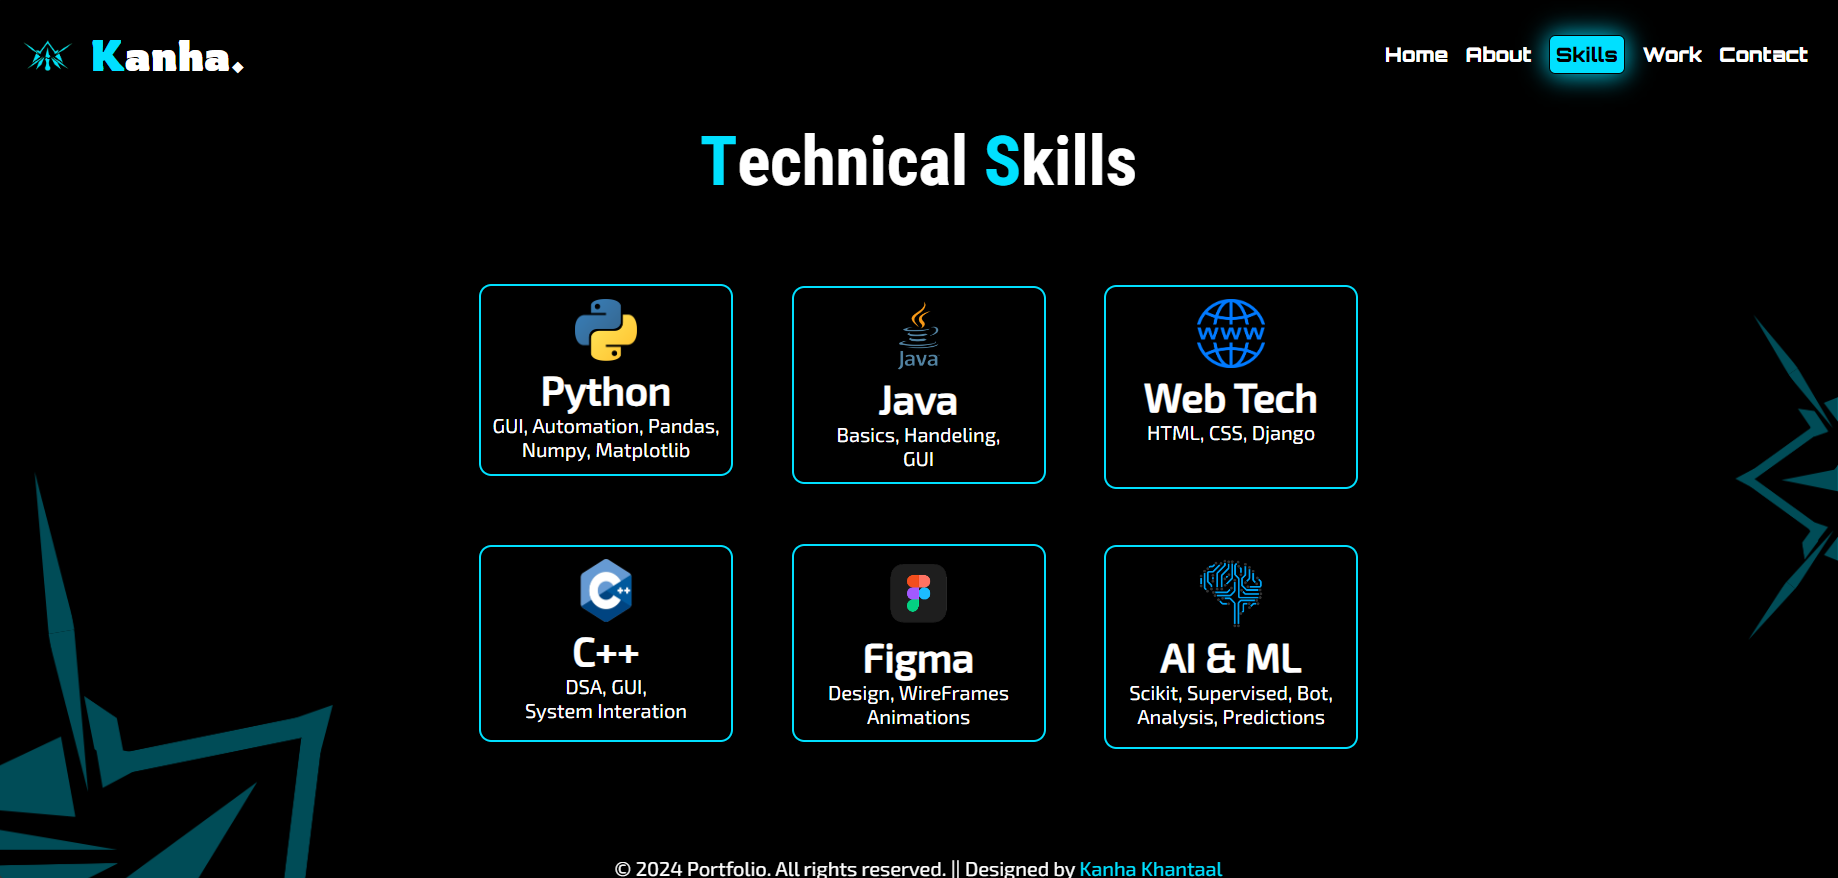 Kanha.
Home About Skills Work Contact
Technical Skills
Python
GUI, Automation, Pandas,
Numpy, Matplotlib
Java
Java
Basics, Handeling,
GUI
WWW
Web Tech
HTML, CSS, Django
C++
C++
DSA, GUI,
System Interation
Figma
Design, WireFrames
Animations
AI & ML
Scikit, Supervised, Bot,
Analysis, Predictions
© 2024 Portfolio. All rights reserved. || Designed by Kanha Khantaal